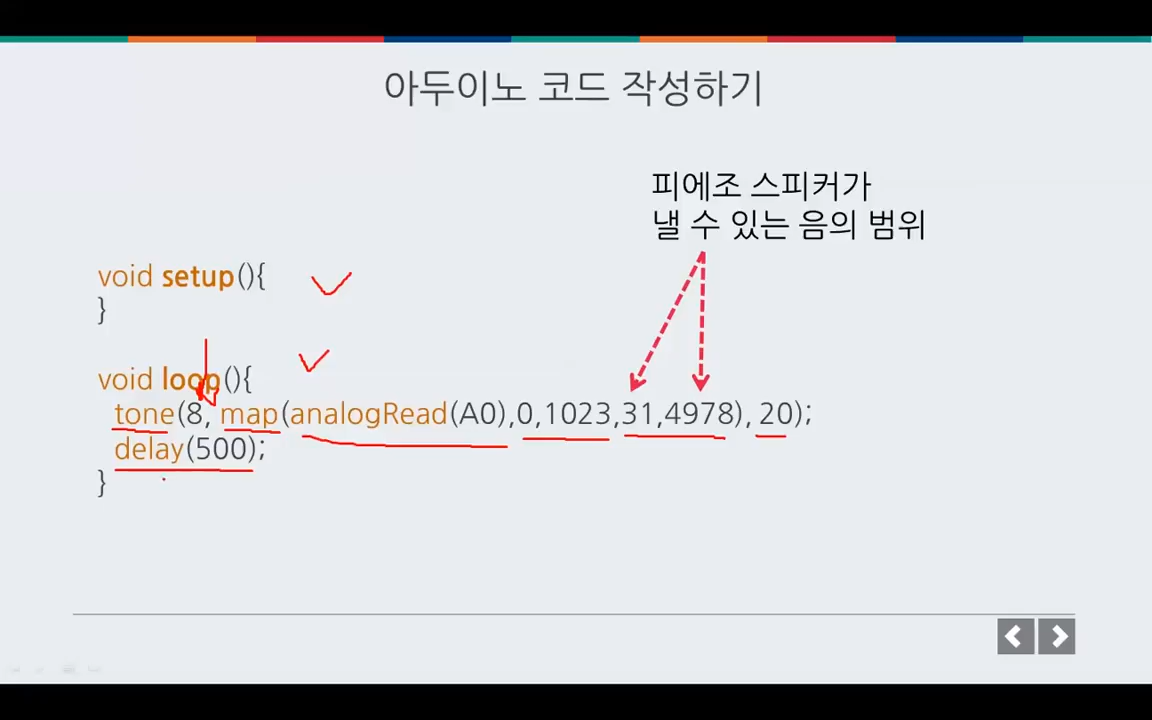 아두이노 코드 작성하기
피에조 스피커가
낼 수 있는 음의 범위
void setup(){
}
void loop(){
tone(8, map(analogRead(A0),0,1023,31,4978), 20);
delay(500);
}